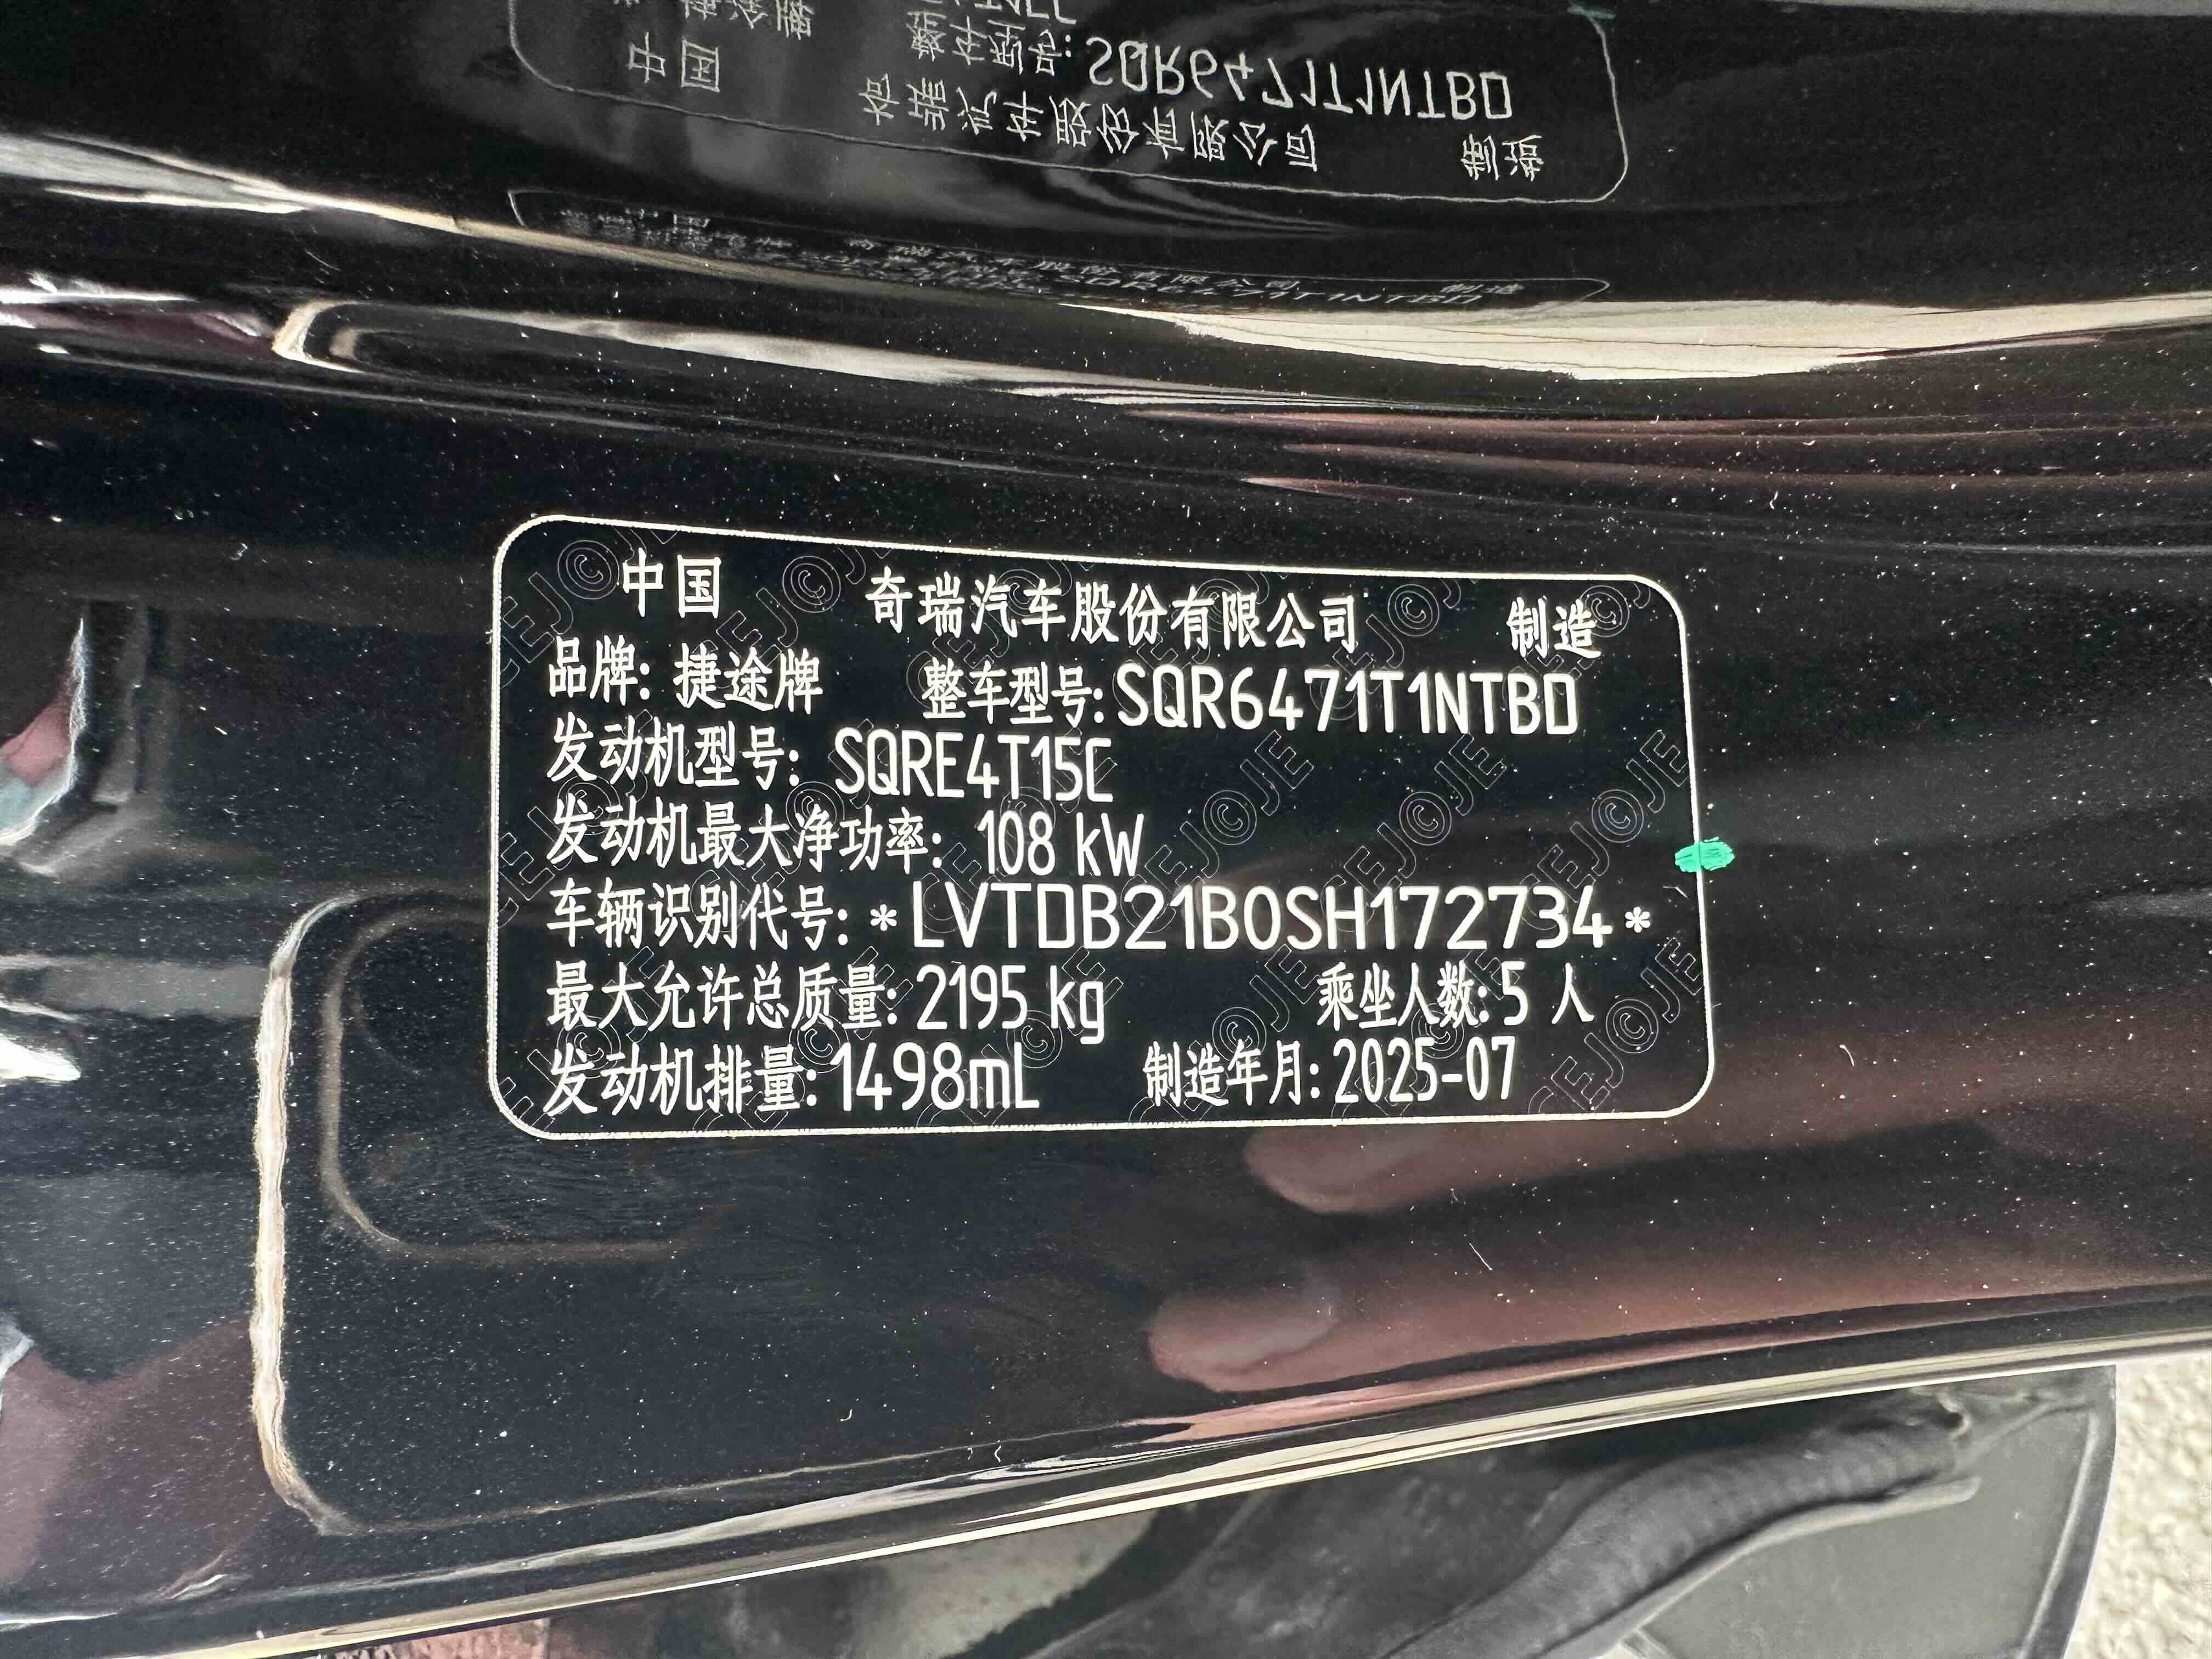 中国 奇瑞汽车股份有限公司 制造
品牌: 捷途牌 整车型号: SQR6471T1NTBD
发动机型号: SQRE4T15C
发动机最大净功率: 108 kW
车辆识别代号: *LVTDB21B0SH172734*
最大允许总质量: 2195 kg 乘坐人数: 5 人
发动机排量: 1498mL 制造年月: 2025-07